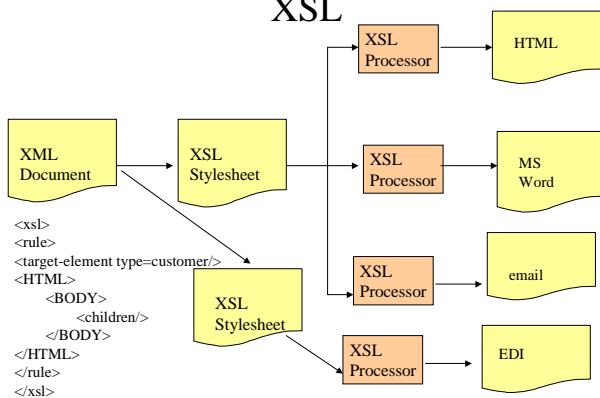 XSL
XSL
Processor
HTML
XML
Document
XSL
Stylesheet
XSL
Processor
MS
Word
<xsl>
<rule>
<target-element type=customer/>
<HTML>
<BODY>
<children/>
</BODY>
</HTML>
</rule>
</xsl>
XSL
Stylesheet
XSL
Processor
email
XSL
Processor
EDI